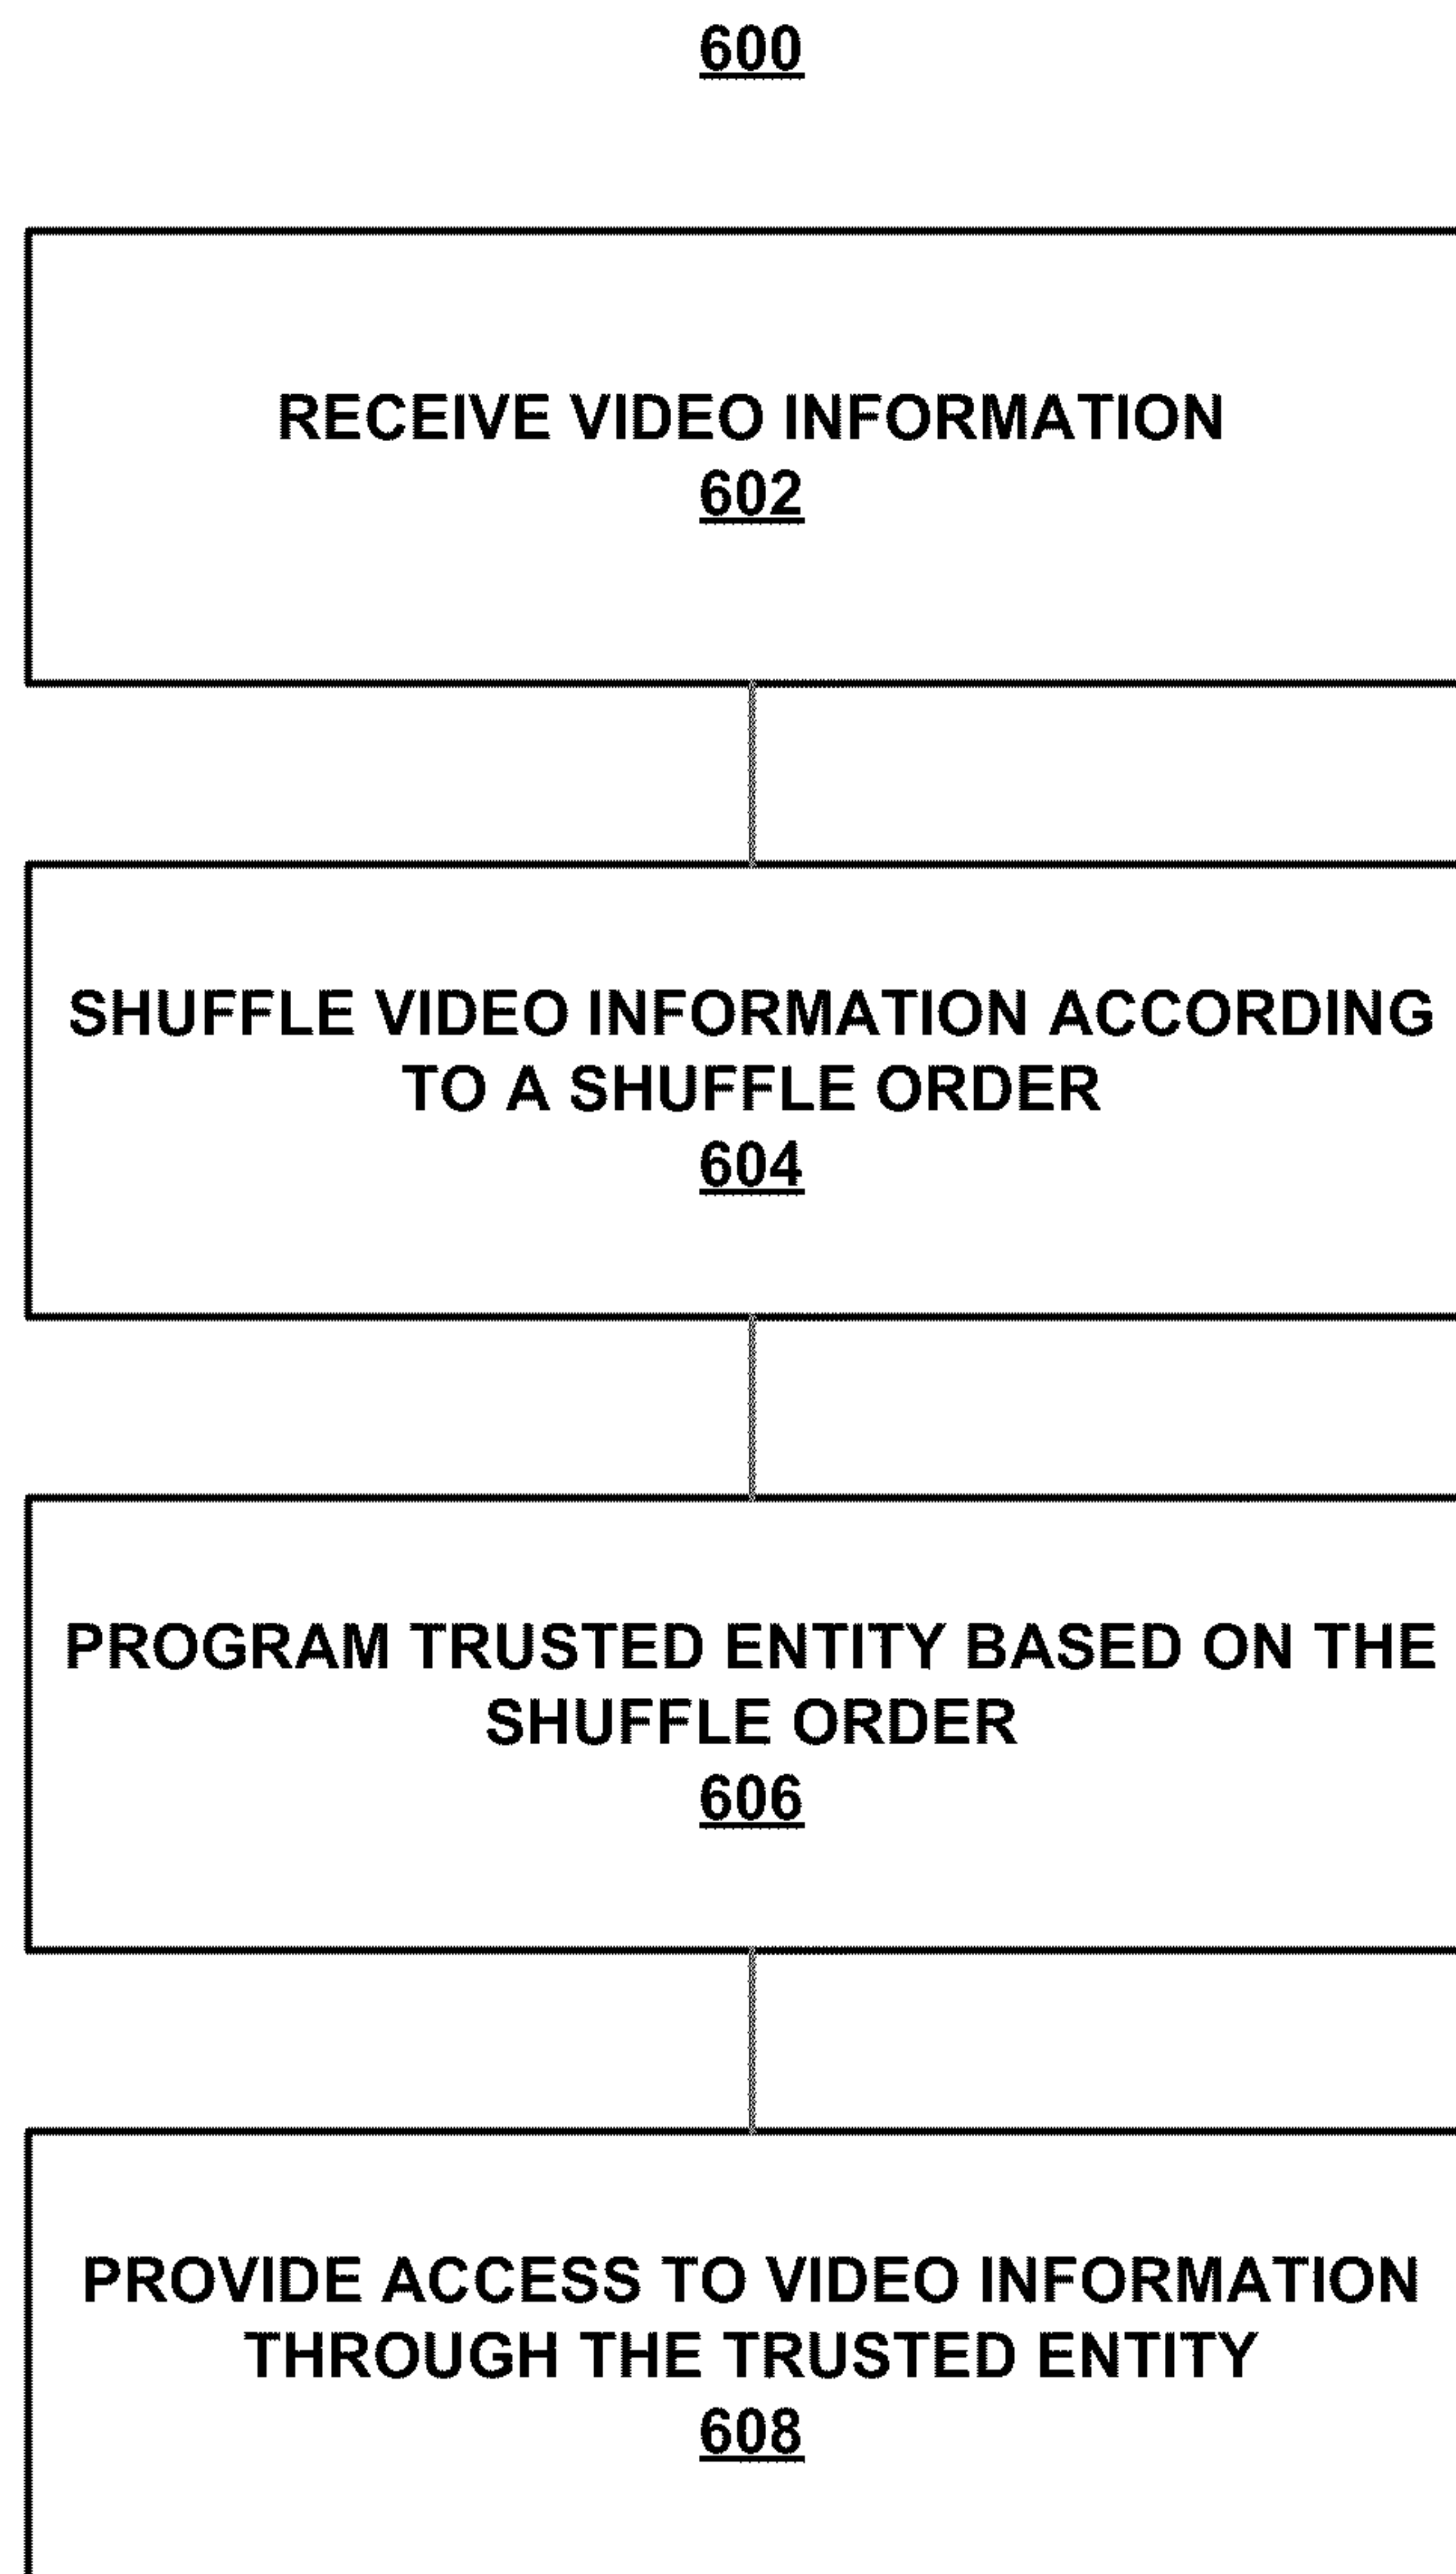 600
RECEIVE VIDEO INFORMATION
602
SHUFFLE VIDEO INFORMATION ACCORDING
TO A SHUFFLE ORDER
604
PROGRAM TRUSTED ENTITY BASED ON THE
SHUFFLE ORDER
606
PROVIDE ACCESS TO VIDEO INFORMATION
THROUGH THE TRUSTED ENTITY
608